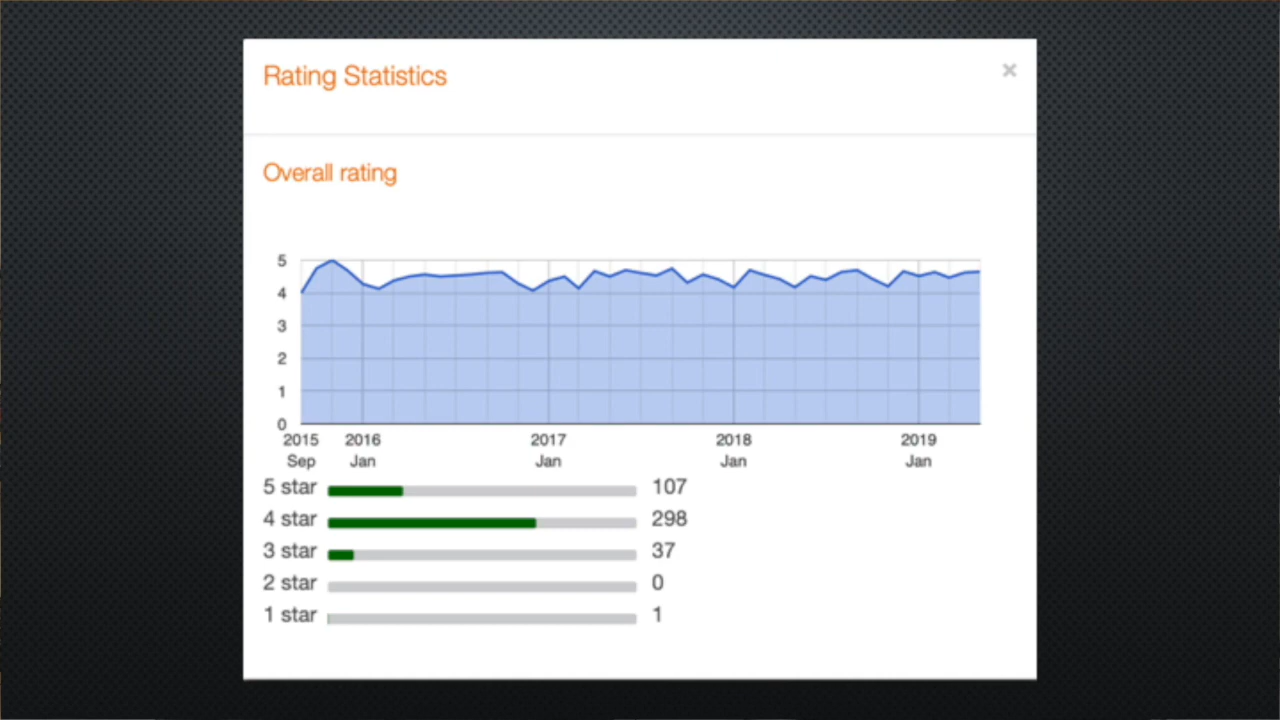 Rating Statistics ×
Overall rating
5
4
3
2
1
0
2015 2016 2017 2018 2019
Sep Jan Jan Jan Jan
5 star 107
4 star 298
3 star 37
2 star 0
1 star 1